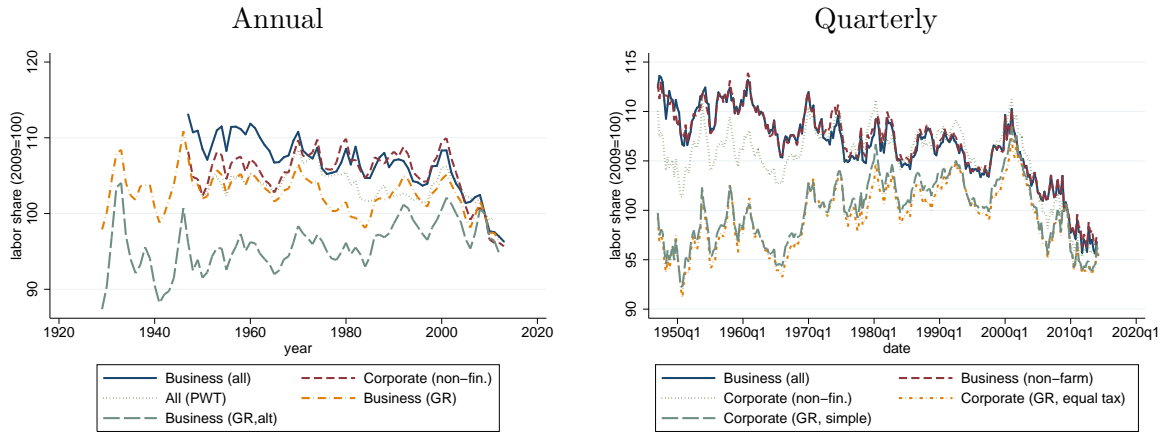 Annual
labor share (2009=100)
120
110
100
90
1920 1940 1960 1980 2000 2020
year
Business (all) Corporate (non−fin.)
All (PWT) Business (GR)
Business (GR,alt)
Quarterly
labor share (2009=100)
115
110
105
100
95
90
1950q1 1960q1 1970q1 1980q1 1990q1 2000q1 2010q1 2020q1
date
Business (all) Business (non−farm)
Corporate (non−fin.) Corporate (GR, equal tax)
Corporate (GR, simple)